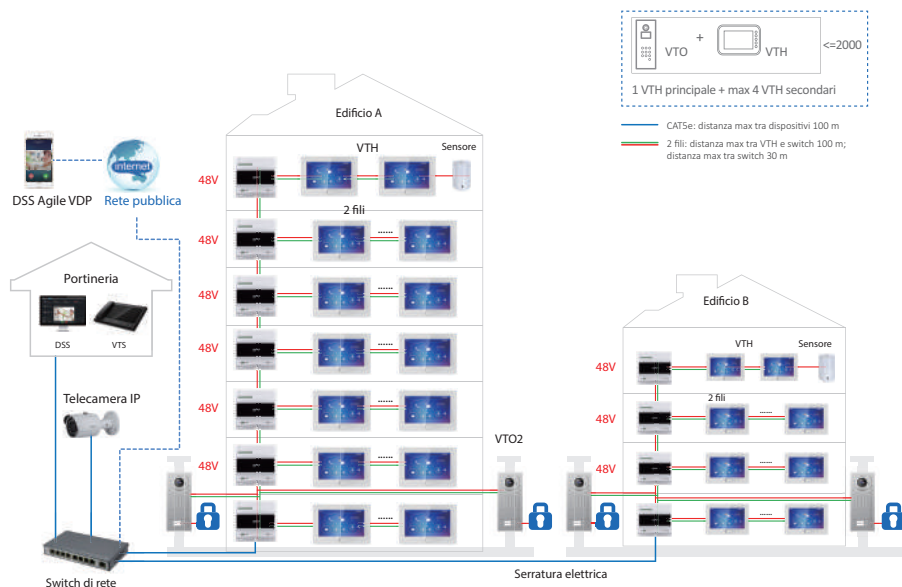 VTO
+
VTH
<=2000
1 VTH principale + max 4 VTH secondari
CAT5e: distanza max tra dispositivi 100 m
2 fili: distanza max tra VTH e switch 100 m;
distanza max tra switch 30 m
Edificio A
VTH
Sensore
48V
2 fili
......
48V
......
48V
......
48V
......
48V
......
48V
......
internet
DSS Agile VDP
Rete pubblica
Portineria
DSS
VTS
Telecamera IP
Switch di rete
VTO2
Edificio B
VTH
Sensore
48V
2 fili
......
48V
......
48V
......
Serratura elettrica